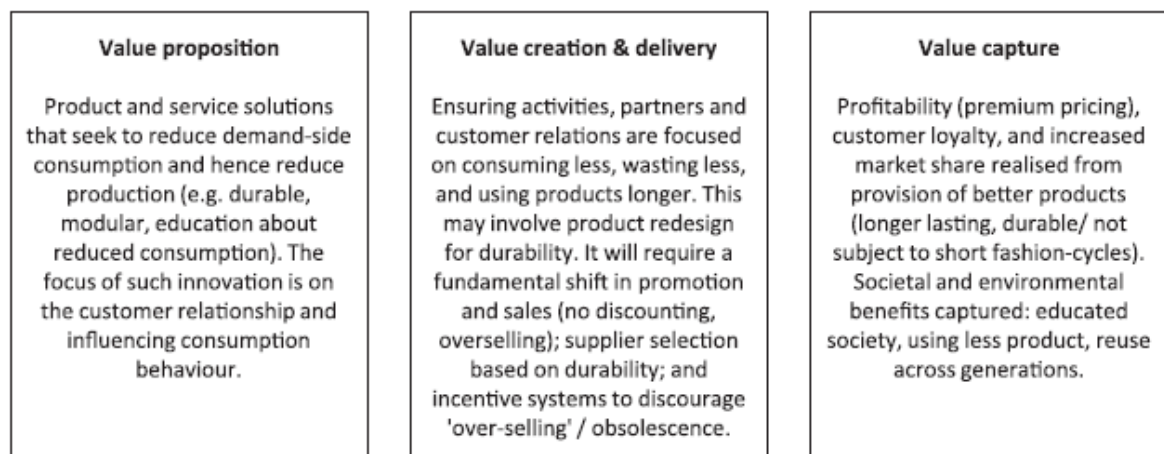 Value proposition
Product and service solutions
that seek to reduce demand-side
consumption and hence reduce
production (e.g. durable,
modular, education about
reduced consumption). The
focus of such innovation is on
the customer relationship and
influencing consumption
behaviour.
Value creation & delivery
Ensuring activities, partners and
customer relations are focused
on consuming less, wasting less,
and using products longer. This
may involve product redesign
for durability. It will require a
fundamental shift in promotion
and sales (no discounting,
overselling); supplier selection
based on durability; and
incentive systems to discourage
'over-selling' / obsolescence.
Value capture
Profitability (premium pricing),
customer loyalty, and increased
market share realised from
provision of better products
(longer lasting, durable/ not
subject to short fashion-cycles).
Societal and environmental
benefits captured: educated
society, using less product, reuse
across generations.